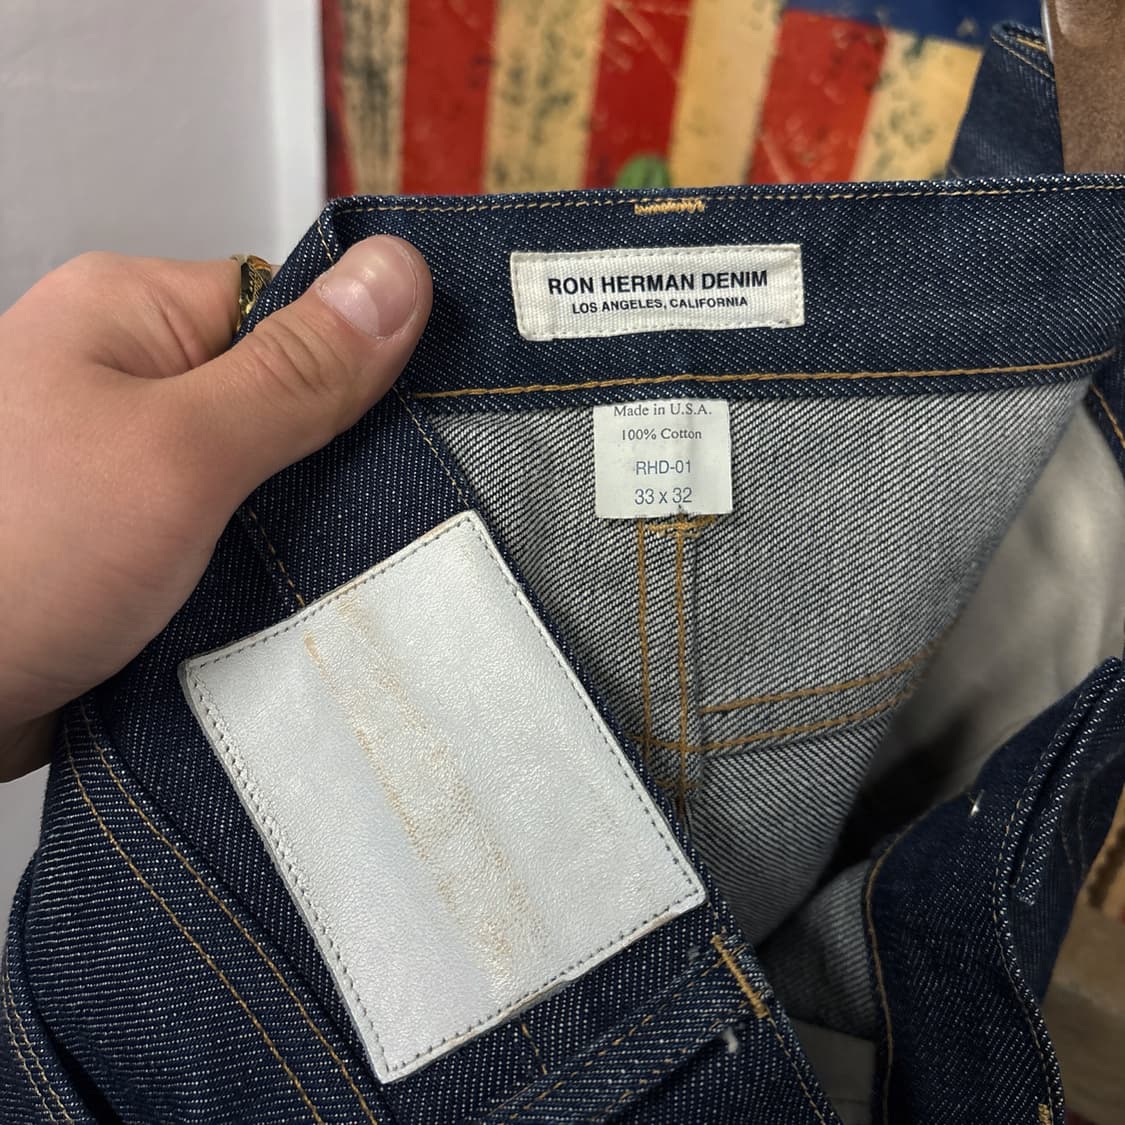 RON HERMAN DENIM
LOS ANGELES, CALIFORNIA
Made in U.S.A.
100% Cotton
RHD-01
33 x 32